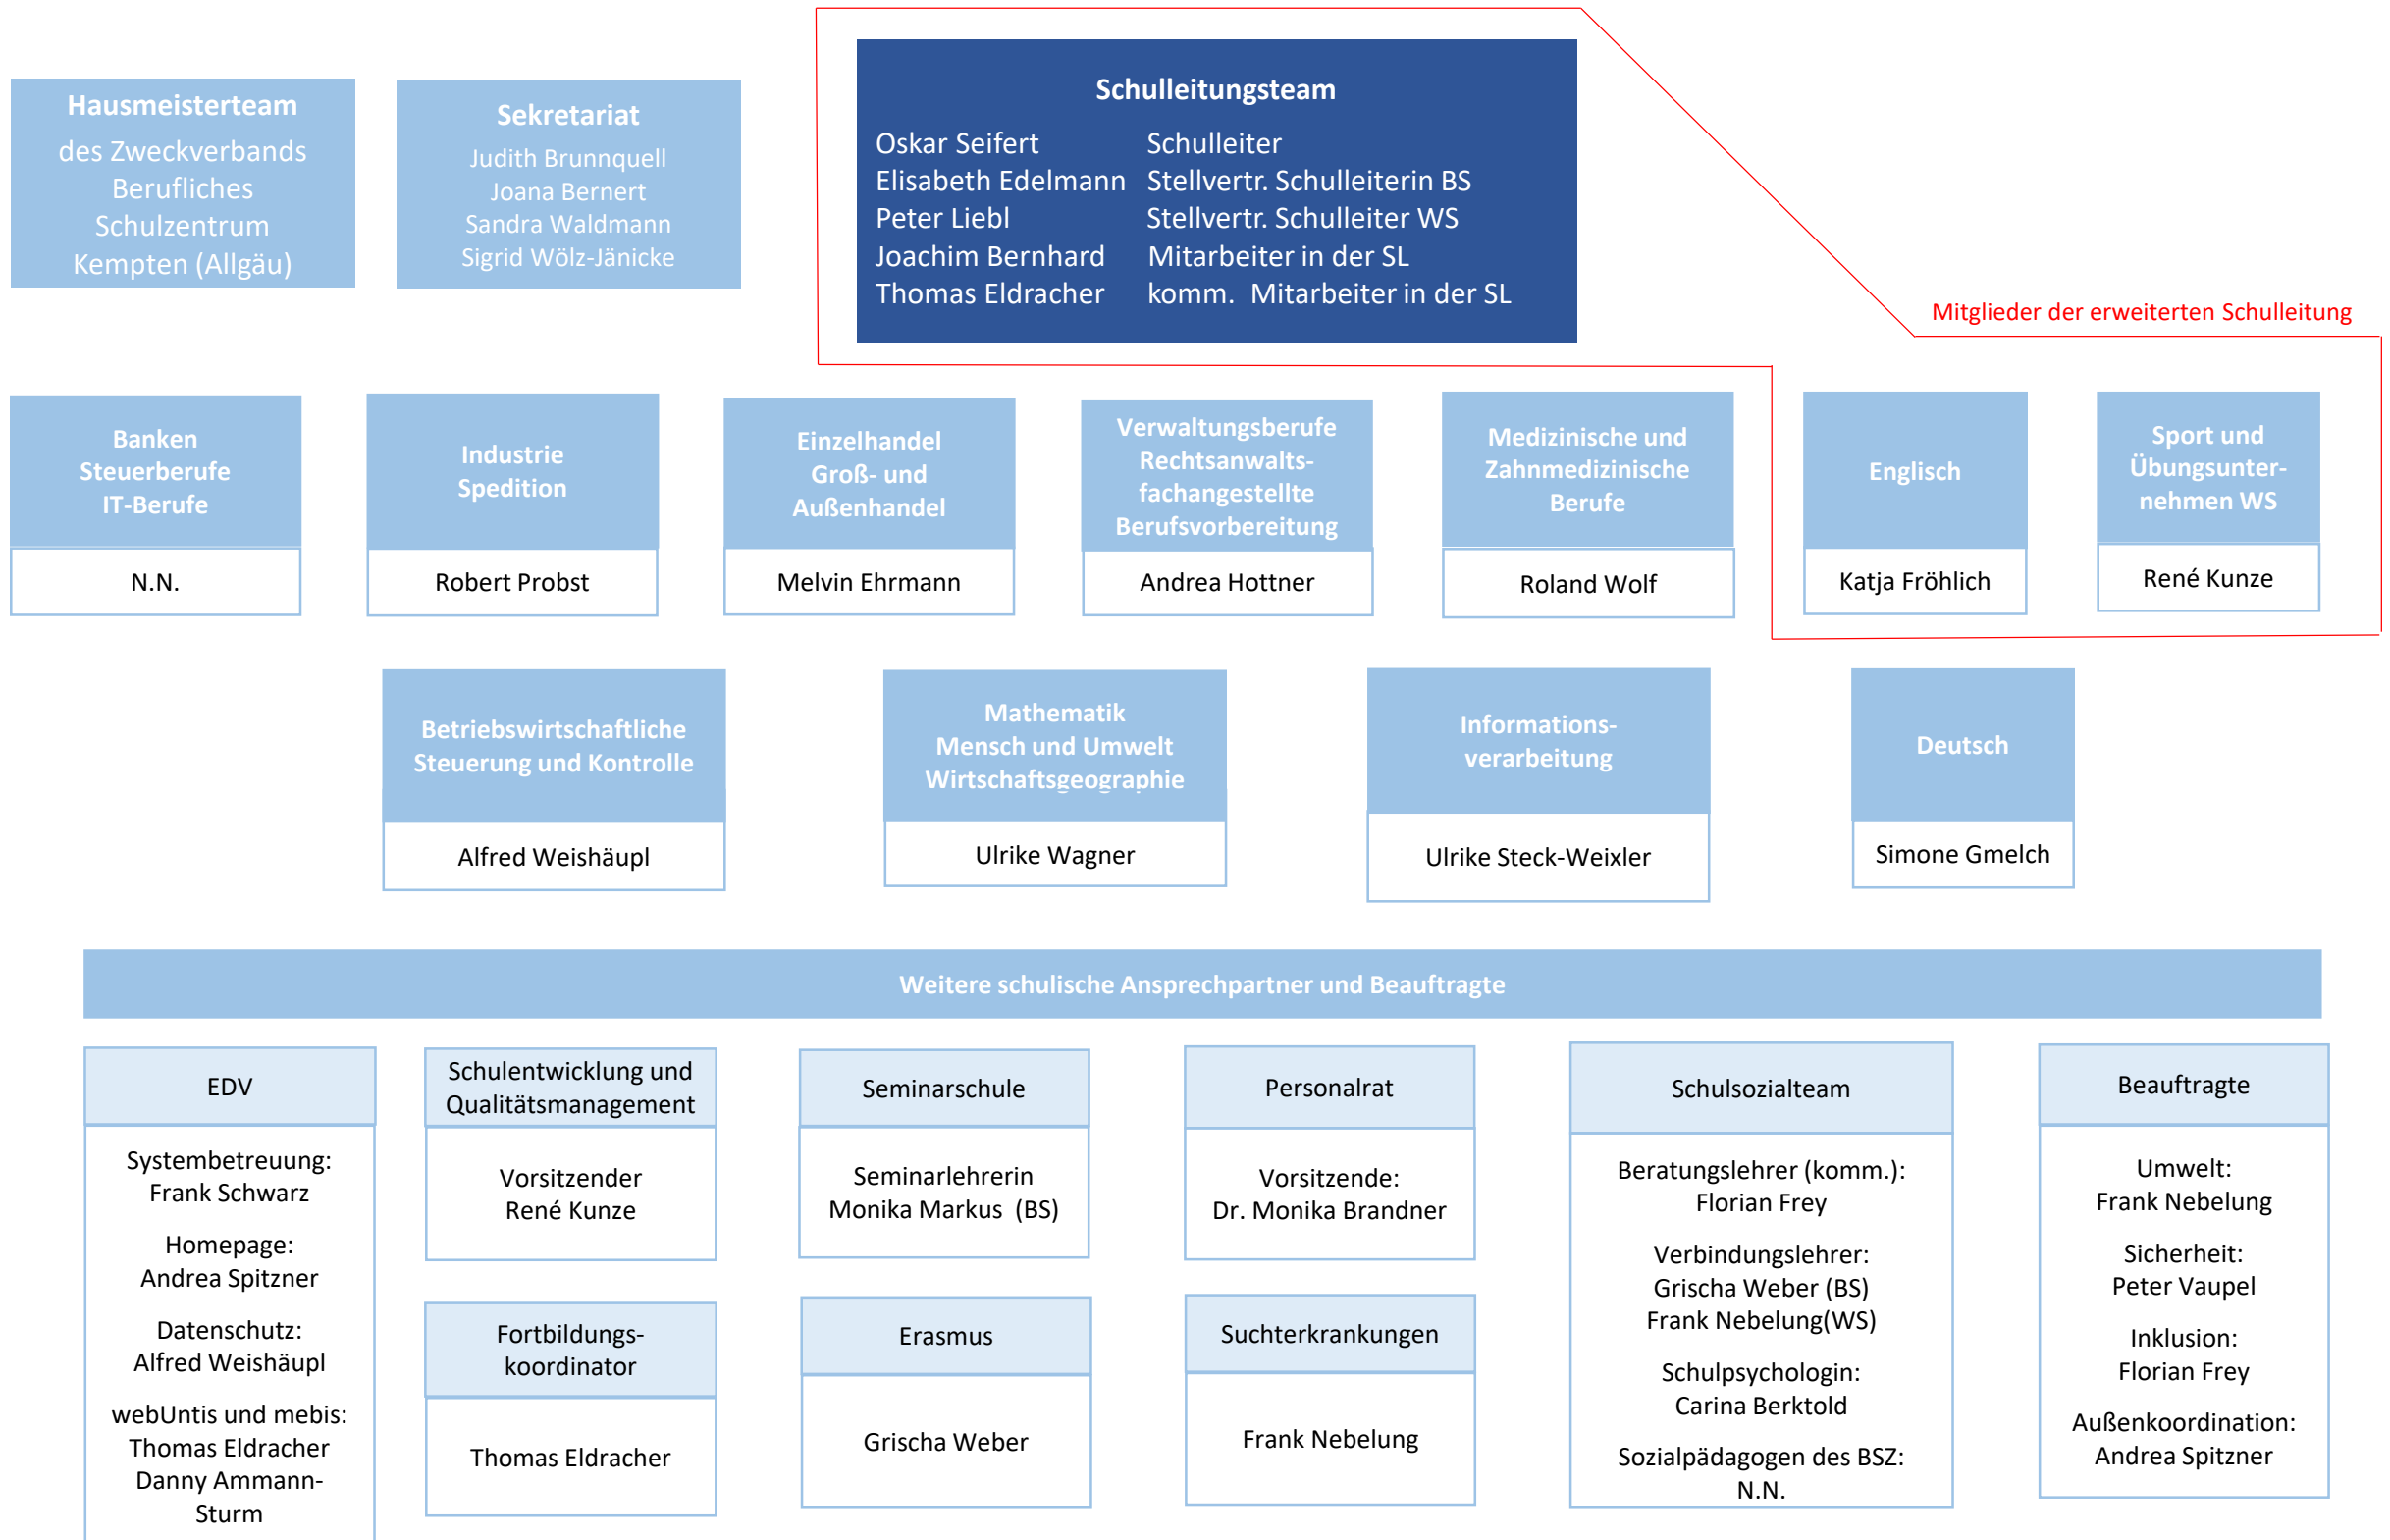 Hausmeisterteam
des Zweckverbands
Berufliches
Schulzentrum
Kempten (Allgäu)
Sekretariat
Judith Brunnquell
Joana Bernert
Sandra Waldmann
Sigrid Wölz-Jänicke
Schulleitungsteam
Oskar Seifert Schulleiter
Elisabeth Edelmann Stellvertr. Schulleiterin BS
Peter Liebl Stellvertr. Schulleiter WS
Joachim Bernhard Mitarbeiter in der SL
Thomas Eldracher komm. Mitarbeiter in der SL
Mitglieder der erweiterten Schulleitung
Banken
Steuerberufe
IT-Berufe
N.N.
Industrie
Spedition
Robert Probst
Einzelhandel
Groß- und
Außenhandel
Melvin Ehrmann
Verwaltungsberufe
Rechtsanwalts-
fachangestellte
Berufsvorbereitung
Andrea Hottner
Medizinische und
Zahnmedizinische
Berufe
Roland Wolf
Englisch
Katja Fröhlich
Sport und
Übungsunter-
nehmen WS
René Kunze
Betriebswirtschaftliche
Steuerung und Kontrolle
Alfred Weishäupl
Mathematik
Mensch und Umwelt
Wirtschaftsgeographie
Ulrike Wagner
Informations-
verarbeitung
Ulrike Steck-Weixler
Deutsch
Simone Gmelch
Weitere schulische Ansprechpartner und Beauftragte
EDV
Systembetreuung:
Frank Schwarz
Homepage:
Andrea Spitzner
Datenschutz:
Alfred Weishäupl
webUntis und mebis:
Thomas Eldracher
Danny Ammann-
Sturm
Schulentwicklung und
Qualitätsmanagement
Vorsitzender
René Kunze
Fortbildungs-
koordinator
Thomas Eldracher
Seminarschule
Seminarlehrerin
Monika Markus (BS)
Erasmus
Grischa Weber
Personalrat
Vorsitzende:
Dr. Monika Brandner
Suchterkrankungen
Frank Nebelung
Schulsozialteam
Beratungslehrer (komm.):
Florian Frey
Verbindungslehrer:
Grischa Weber (BS)
Frank Nebelung(WS)
Schulpsychologin:
Carina Berktold
Sozialpädagogen des BSZ:
N.N.
Beauftragte
Umwelt:
Frank Nebelung
Sicherheit:
Peter Vaupel
Inklusion:
Florian Frey
Außenkoordination:
Andrea Spitzner